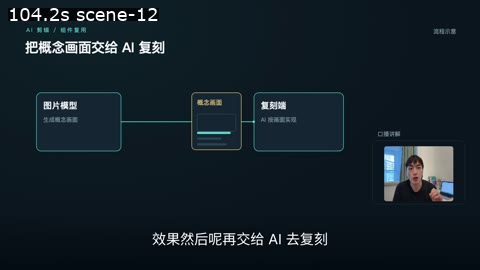 104.2s scene-12
AI 剪辑 / 组件复用
把概念画面交给 AI 复刻
流程示意
图片模型
生成概念画面
概念画面
复刻端
AI 按画面实现
口播讲解
效果然后呢再交给 AI 去复刻